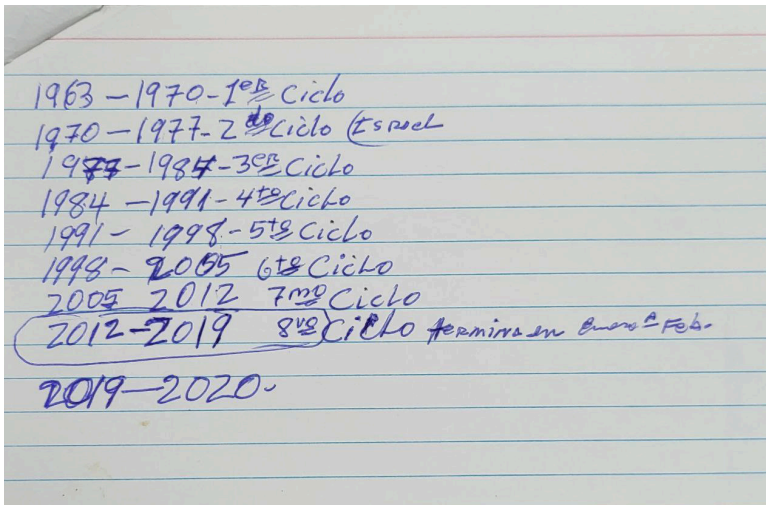 1963 – 1970 - 1er Ciclo
1970 – 1977 - 2do Ciclo (Israel
1977 - 1984 - 3er Ciclo
1984 – 1991 - 4to Ciclo
1991 – 1998 - 5to Ciclo
1998 - 2005 6to Ciclo
2005 2012 7mo Ciclo
2012 - 2019 8vo Ciclo termina en Enero a Feb.
2019 – 2020.